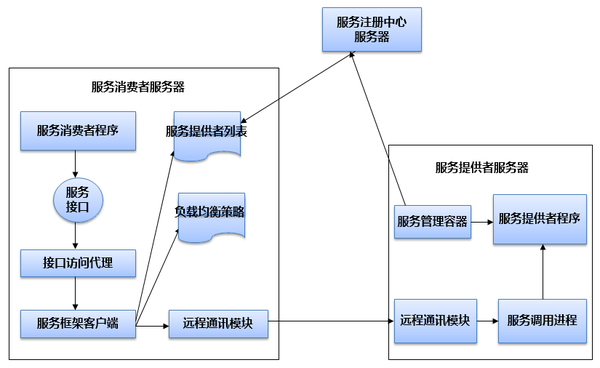 服务注册中心
服务器
服务消费者服务器
服务消费者程序
服务提供者列表
服务
接口
负载均衡策略
接口访问代理
服务框架客户端
远程通讯模块
服务提供者服务器
服务管理容器
服务提供者程序
远程通讯模块
服务调用进程